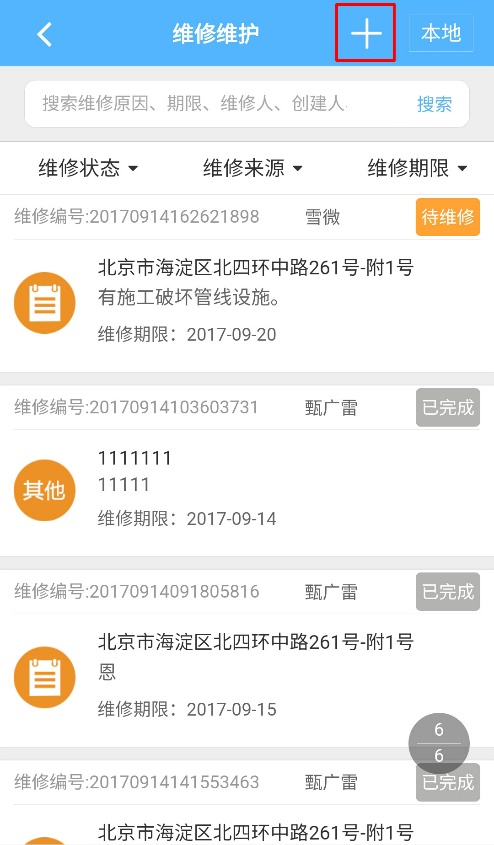 维修维护
本地
搜索维修原因、期限、维修人、创建人
搜索
维修状态 维修来源 维修期限
维修编号:20170914162621898 雪微 待维修
北京市海淀区北四环中路261号-附1号
有施工破坏管线设施。
维修期限：2017-09-20
维修编号:20170914103603731 甄广雷 已完成
其他
1111111
11111
维修期限：2017-09-14
维修编号:20170914091805816 甄广雷 已完成
北京市海淀区北四环中路261号-附1号
恩
维修期限：2017-09-15
6
6
维修编号:20170914141553463 甄广雷 已完成
北京市海淀区北四环中路261号-附1号